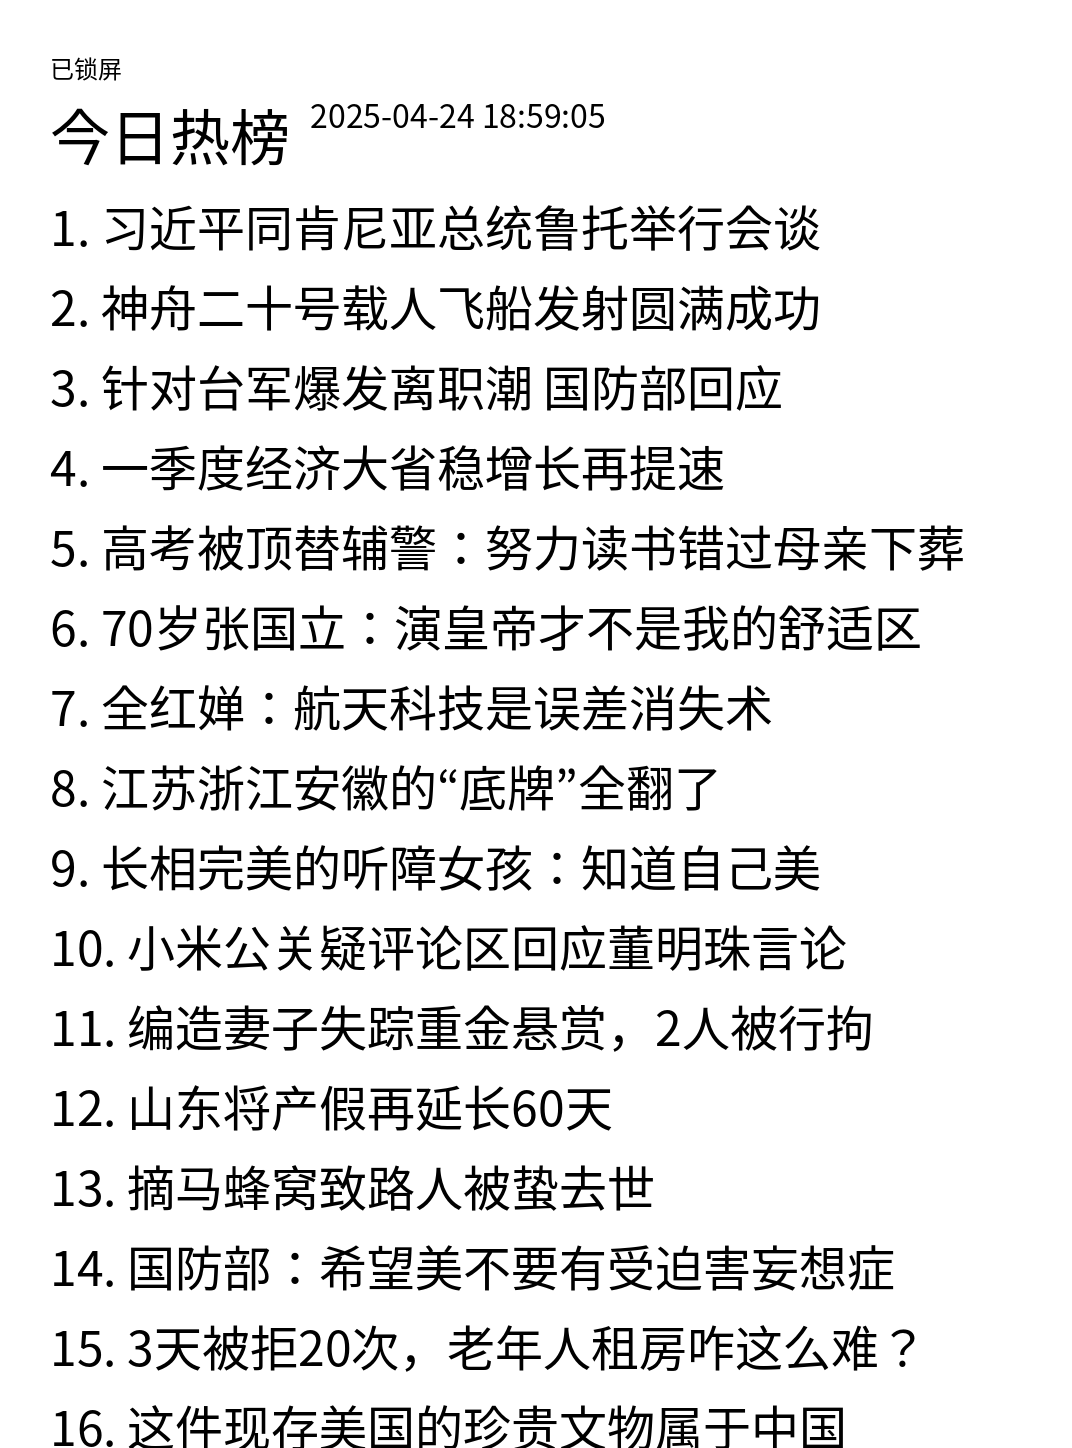 已锁屏
今日热榜 2025-04-24 18:59:05
1. 习近平同肯尼亚总统鲁托举行会谈
2. 神舟二十号载人飞船发射圆满成功
3. 针对台军爆发离职潮 国防部回应
4. 一季度经济大省稳增长再提速
5. 高考被顶替辅警：努力读书错过母亲下葬
6. 70岁张国立：演皇帝才不是我的舒适区
7. 全红婵：航天科技是误差消失术
8. 江苏浙江安徽的“底牌”全翻了
9. 长相完美的听障女孩：知道自己美
10. 小米公关疑评论区回应董明珠言论
11. 编造妻子失踪重金悬赏，2人被行拘
12. 山东将产假再延长60天
13. 摘马蜂窝致路人被蛰去世
14. 国防部：希望美不要有受迫害妄想症
15. 3天被拒20次，老年人租房咋这么难？
16. 这件现存美国的珍贵文物属于中国